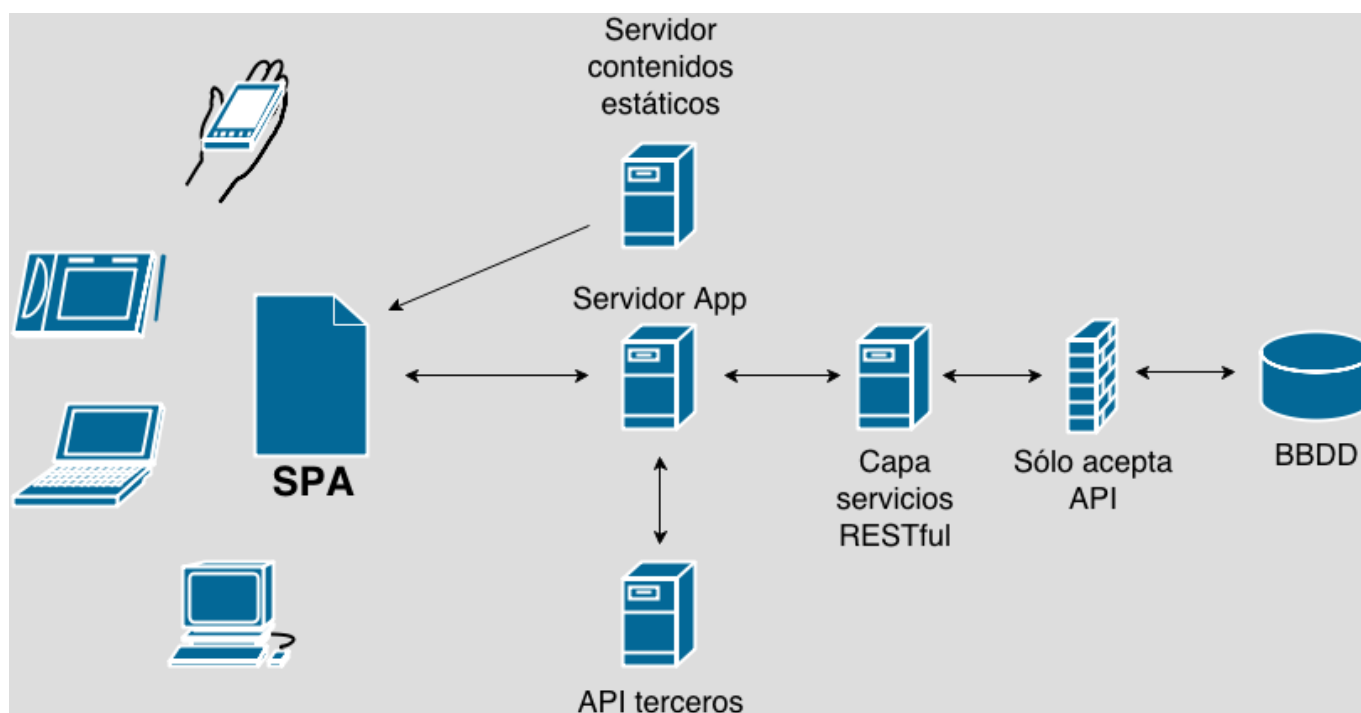 Servidor
contenidos
estáticos
Servidor App
SPA
Capa
servicios
RESTful
Sólo acepta
API
BBDD
API terceros